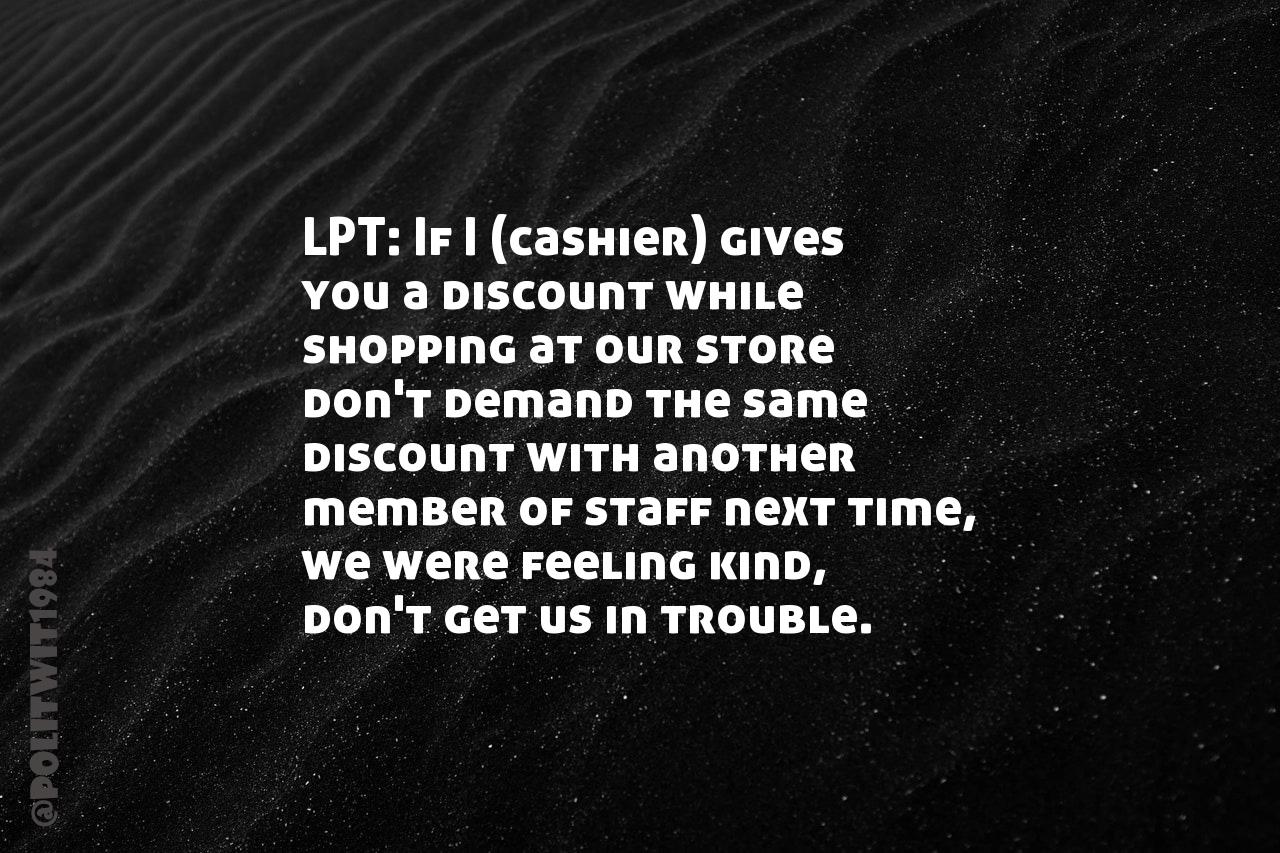 LPT: If I (cashier) gives
you a discount while
shopping at our store
don't demand the same
discount with another
member of staff next time,
we were feeling kind,
don't get us in trouble.
@POLITWIT1984